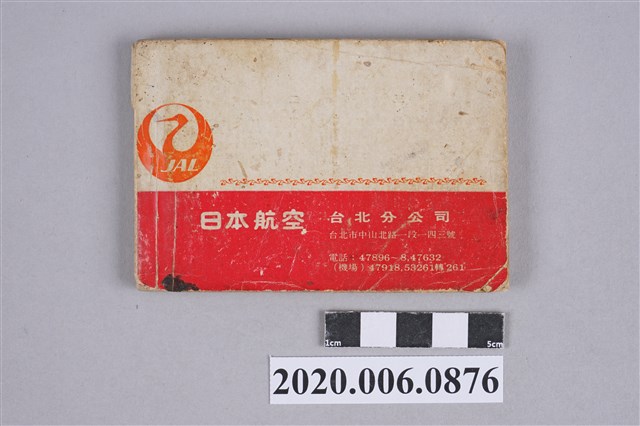 JAL
日本航空 台北分公司
台北市中山北路一段一四三號
電話：47896～8,47632
（機場）47918,53261轉261
1cm 5cm
2020.006.0876